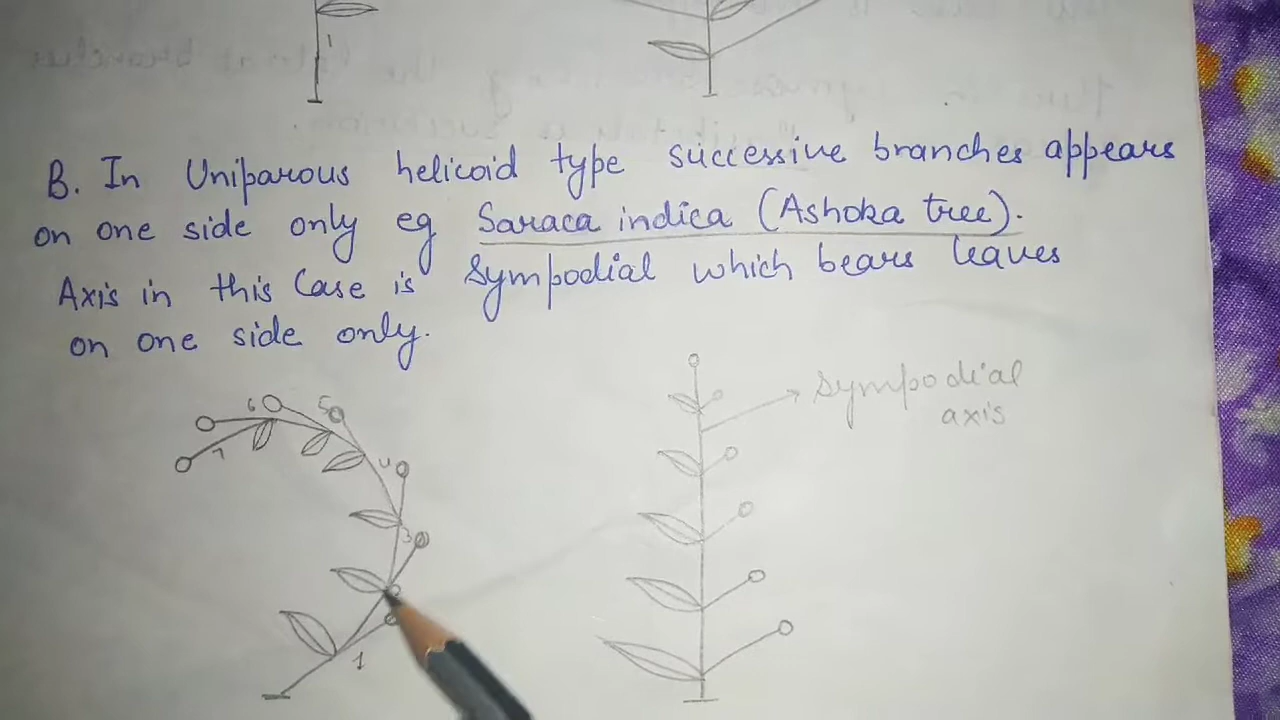 1
B. In Uniparous helicoid type successive branches appears
on one side only eg Saraca indica (Ashoka tree).
Axis in this Case is Sympodial which bears leaves
on one side only.
Sympodial
axis
6 5
7 4
3
1